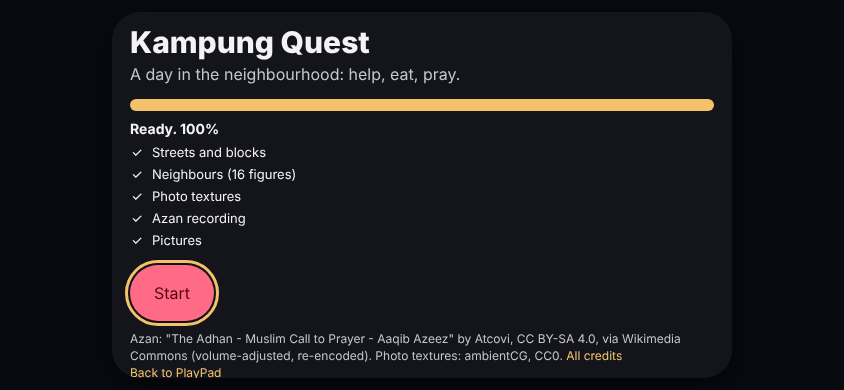 Kampung Quest
A day in the neighbourhood: help, eat, pray.
Ready. 100%
✓ Streets and blocks
✓ Neighbours (16 figures)
✓ Photo textures
✓ Azan recording
✓ Pictures
Start
Azan: "The Adhan - Muslim Call to Prayer - Aaqib Azeez" by Atcovi, CC BY-SA 4.0, via Wikimedia
Commons (volume-adjusted, re-encoded). Photo textures: ambientCG, CC0. All credits
Back to PlayPad